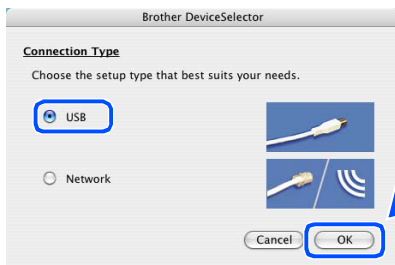 Brother DeviceSelector
Connection Type
Choose the setup type that best suits your needs.
USB
Network
Cancel
OK